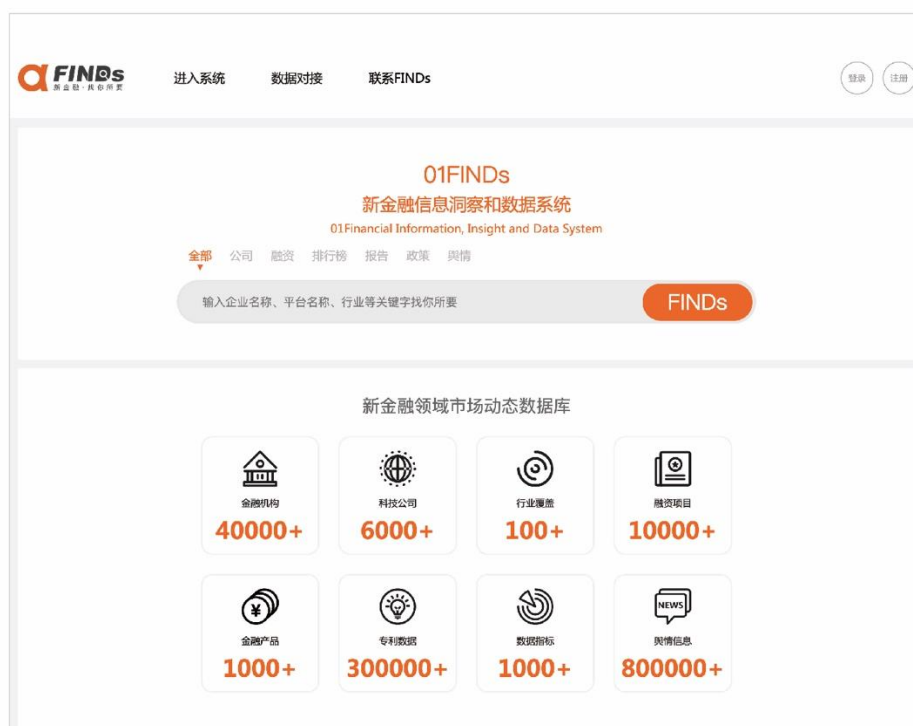 FINDs
新金融·找你所要
进入系统 数据对接 联系FINDs
登录 注册
01FINDs
新金融信息洞察和数据系统
01Financial Information, Insight and Data System
全部 公司 融资 排行榜 报告 政策 舆情
输入企业名称、平台名称、行业等关键字找你所要
FINDs
新金融领域市场动态数据库
金融机构 科技公司 行业覆盖 融资项目
40000+ 6000+ 100+ 10000+
NEWS
金融产品 专利数据 数据指标 舆情信息
1000+ 300000+ 1000+ 800000+